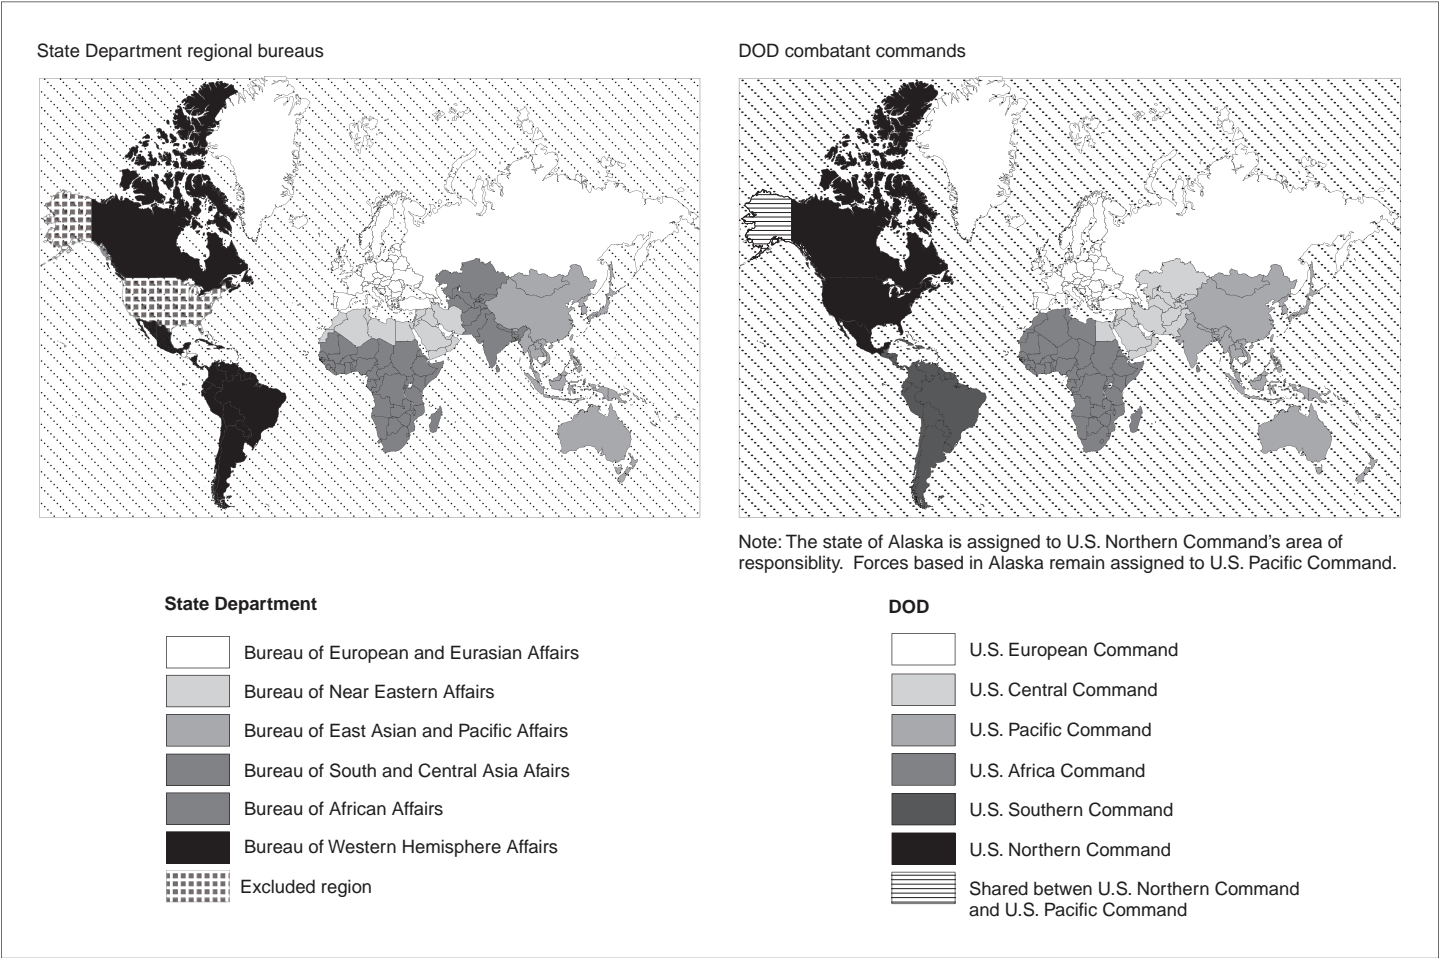 State Department regional bureaus
DOD combatant commands
Note: The state of Alaska is assigned to U.S. Northern Command's area of
responsiblity. Forces based in Alaska remain assigned to U.S. Pacific Command.
State Department
Bureau of European and Eurasian Affairs
Bureau of Near Eastern Affairs
Bureau of East Asian and Pacific Affairs
Bureau of South and Central Asia Afairs
Bureau of African Affairs
Bureau of Western Hemisphere Affairs
Excluded region
DOD
U.S. European Command
U.S. Central Command
U.S. Pacific Command
U.S. Africa Command
U.S. Southern Command
U.S. Northern Command
Shared betwen U.S. Northern Command
and U.S. Pacific Command